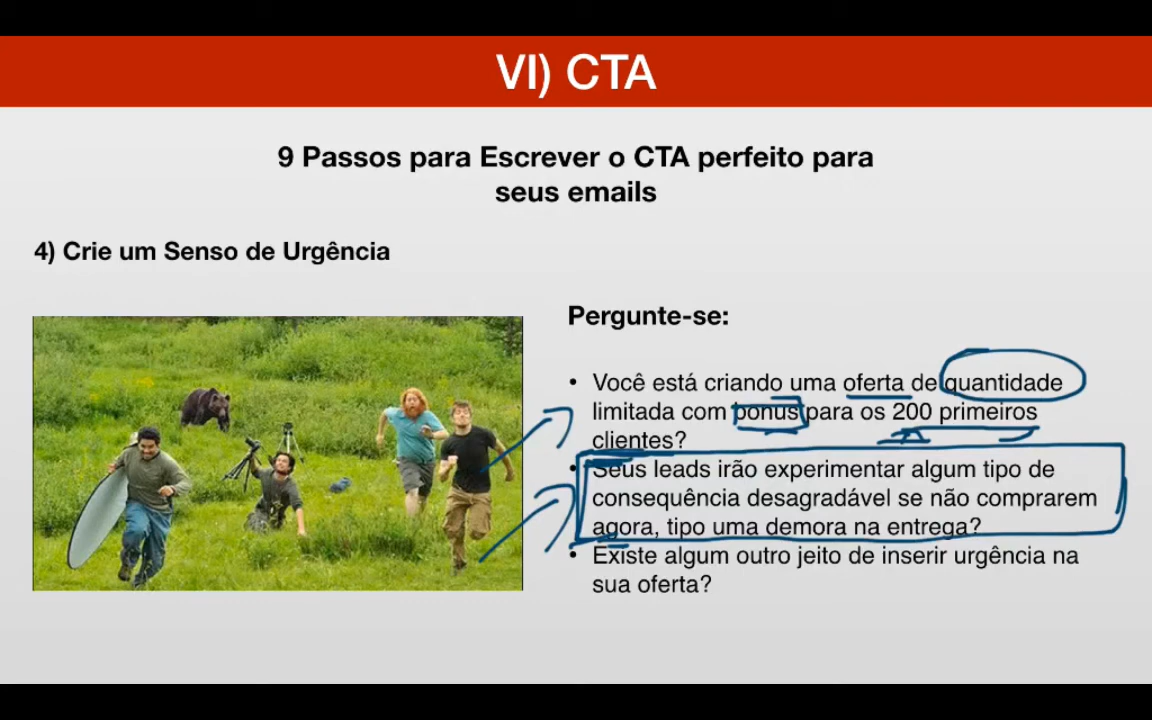 VI) CTA
9 Passos para Escrever o CTA perfeito para
seus emails
4) Crie um Senso de Urgência
Pergunte-se:
• Você está criando uma oferta de quantidade
limitada com bonus para os 200 primeiros
clientes?
• Seus leads irão experimentar algum tipo de
consequência desagradável se não comprarem
agora, tipo uma demora na entrega?
• Existe algum outro jeito de inserir urgência na
sua oferta?